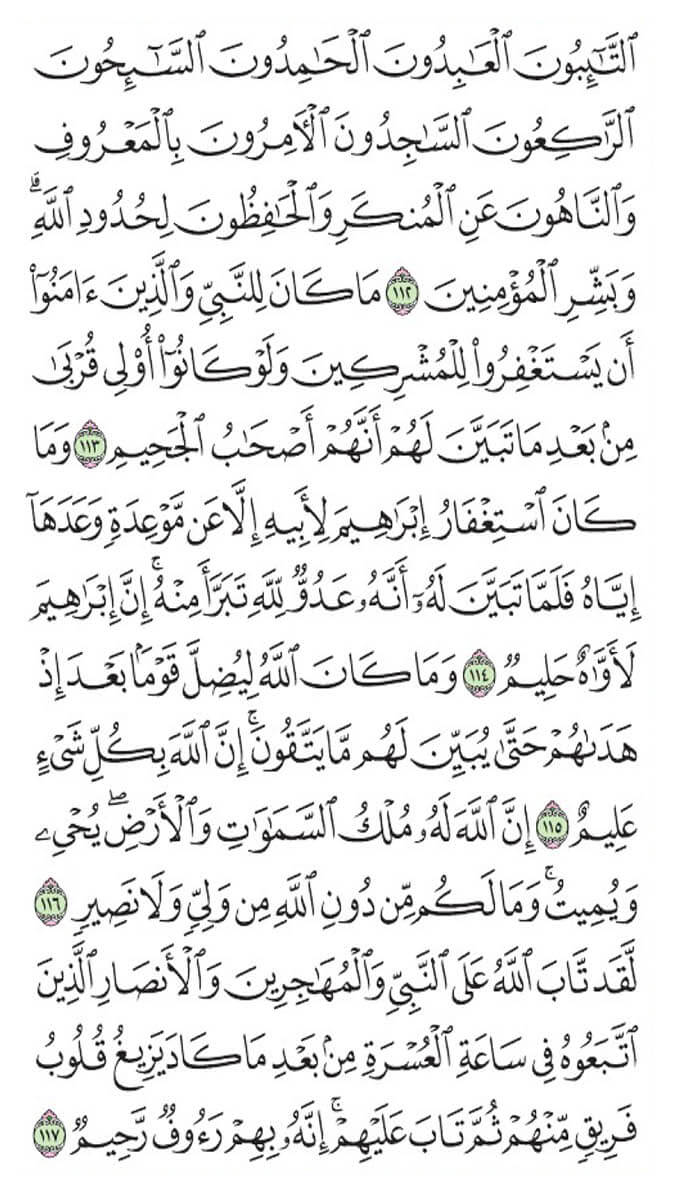 ٱلتَّٰٓئِبُونَ ٱلْعَٰبِدُونَ ٱلْحَٰمِدُونَ ٱلسَّٰٓئِحُونَ
ٱلرَّٰكِعُونَ ٱلسَّٰجِدُونَ ٱلْأٓمِرُونَ بِٱلْمَعْرُوفِ
وَٱلنَّاهُونَ عَنِ ٱلْمُنكَرِ وَٱلْحَٰفِظُونَ لِحُدُودِ ٱللَّهِۗ
وَبَشِّرِ ٱلْمُؤْمِنِينَ ١١٢ مَا كَانَ لِلنَّبِيِّ وَٱلَّذِينَ ءَامَنُوٓا۟
أَن يَسْتَغْفِرُوا۟ لِلْمُشْرِكِينَ وَلَوْ كَانُوٓا۟ أُو۟لِى قُرْبَىٰ
مِنۢ بَعْدِ مَا تَبَيَّنَ لَهُمْ أَنَّهُمْ أَصْحَٰبُ ٱلْجَحِيمِ ١١٣ وَمَا
كَانَ ٱسْتِغْفَارُ إِبْرَٰهِيمَ لِأَبِيهِ إِلَّا عَن مَّوْعِدَةٍ وَعَدَهَآ
إِيَّاهُ فَلَمَّا تَبَيَّنَ لَهُۥٓ أَنَّهُۥ عَدُوٌّ لِّلَّهِ تَبَرَّأَ مِنْهُۚ إِنَّ إِبْرَٰهِيمَ
لَأَوَّٰهٌ حَلِيمٌ ١١٤ وَمَا كَانَ ٱللَّهُ لِيُضِلَّ قَوْمًۢا بَعْدَ إِذْ
هَدَىٰهُمْ حَتَّىٰ يُبَيِّنَ لَهُم مَّا يَتَّقُونَۚ إِنَّ ٱللَّهَ بِكُلِّ شَىْءٍ
عَلِيمٌ ١١٥ إِنَّ ٱللَّهَ لَهُۥ مُلْكُ ٱلسَّمَٰوَٰتِ وَٱلْأَرْضِۖ يُحْىِۦ
وَيُمِيتُۚ وَمَا لَكُم مِّن دُونِ ٱللَّهِ مِن وَلِىٍّ وَلَا نَصِيرٍ ١١٦
لَّقَد تَّابَ ٱللَّهُ عَلَى ٱلنَّبِىِّ وَٱلْمُهَٰجِرِينَ وَٱلْأَنصَارِ ٱلَّذِينَ
ٱتَّبَعُوهُ فِى سَاعَةِ ٱلْعُسْرَةِ مِنۢ بَعْدِ مَا كَادَ يَزِيغُ قُلُوبُ
فَرِيقٍ مِّنْهُمْ ثُمَّ تَابَ عَلَيْهِمْۚ إِنَّهُۥ بِهِمْ رَءُوفٌ رَّحِيمٌ ١١٧